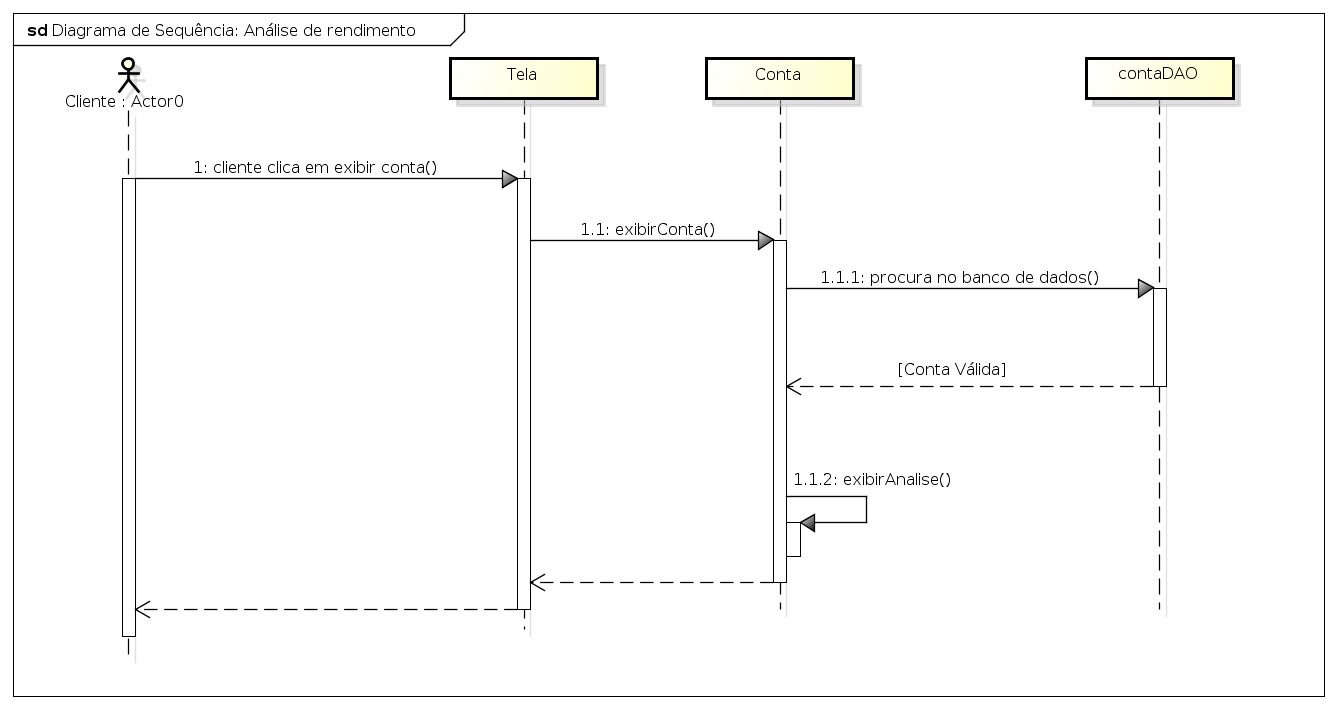 sd Diagrama de Sequência: Análise de rendimento
Cliente : Actor0
Tela
Conta
contaDAO
1: cliente clica em exibir conta()
1.1: exibirConta()
1.1.1: procura no banco de dados()
[Conta Válida]
1.1.2: exibirAnalise()